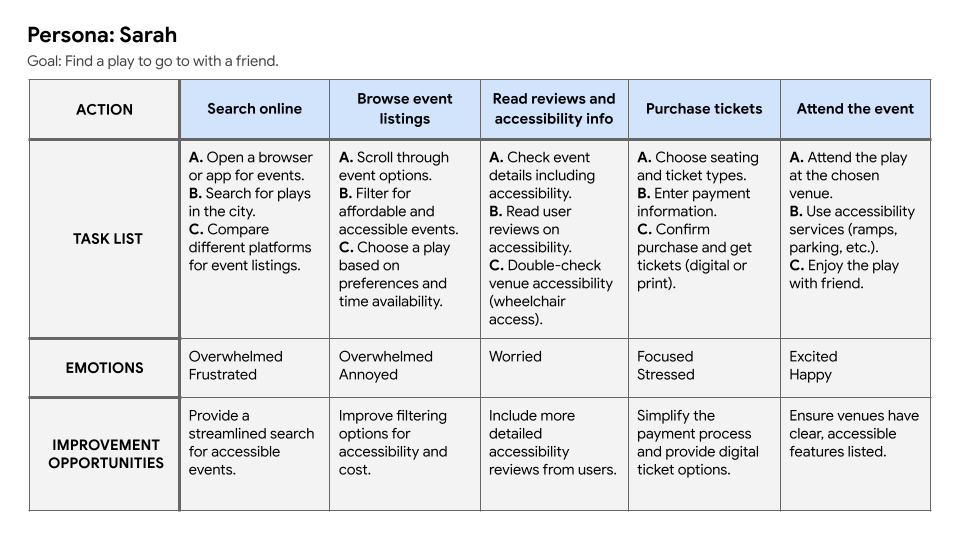 Persona: Sarah
Goal: Find a play to go to with a friend.
ACTION
Search online
Browse event
listings
Read reviews and
accessibility info
Purchase tickets
Attend the event
TASK LIST
A. Open a browser
or app for events.
B. Search for plays
in the city.
C. Compare
different platforms
for event listings.
A. Scroll through
event options.
B. Filter for
affordable and
accessible events.
C. Choose a play
based on
preferences and
time availability.
A. Check event
details including
accessibility.
B. Read user
reviews on
accessibility.
C. Double-check
venue accessibility
(wheelchair
access).
A. Choose seating
and ticket types.
B. Enter payment
information.
C. Confirm
purchase and get
tickets (digital or
print).
A. Attend the play
at the chosen
venue.
B. Use accessibility
services (ramps,
parking, etc.).
C. Enjoy the play
with friend.
EMOTIONS
Overwhelmed
Frustrated
Overwhelmed
Annoyed
Worried
Focused
Stressed
Excited
Happy
IMPROVEMENT
OPPORTUNITIES
Provide a
streamlined search
for accessible
events.
Improve filtering
options for
accessibility and
cost.
Include more
detailed
accessibility
reviews from users.
Simplify the
payment process
and provide digital
ticket options.
Ensure venues have
clear, accessible
features listed.